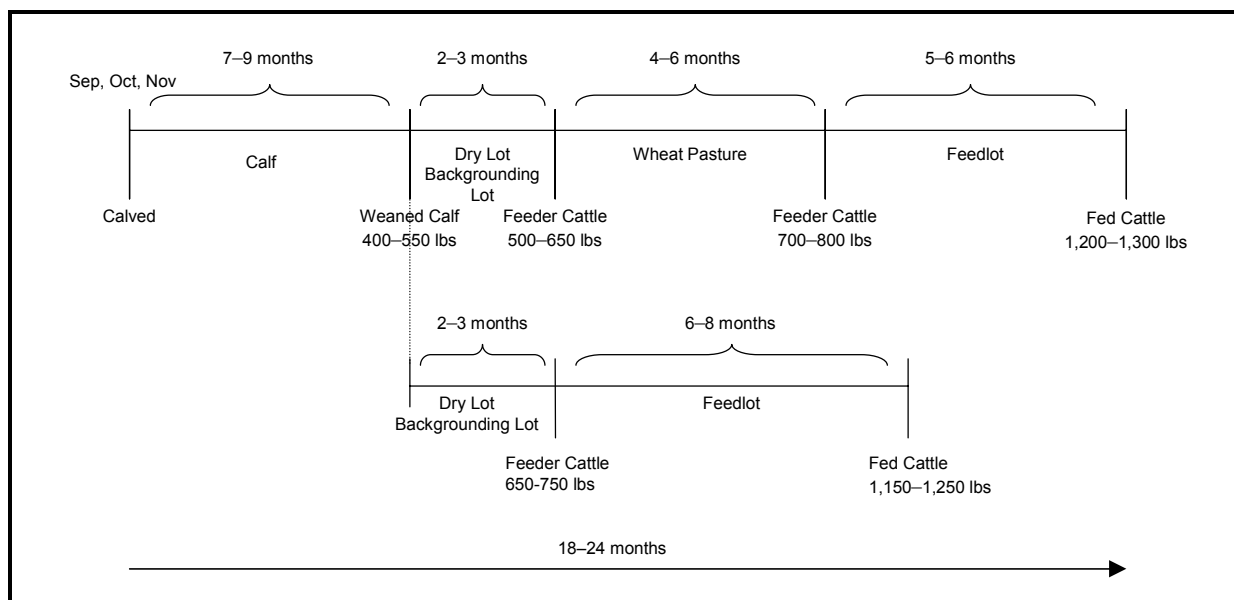 7–9 months
2–3 months
4–6 months
5–6 months
Sep, Oct, Nov
Calf
Dry Lot
Backgrounding
Lot
Wheat Pasture
Feedlot
Calved
Weaned Calf
400–550 lbs
Feeder Cattle
500–650 lbs
Feeder Cattle
700–800 lbs
Fed Cattle
1,200–1,300 lbs
2–3 months
6–8 months
Dry Lot
Backgrounding Lot
Feedlot
Feeder Cattle
650-750 lbs
Fed Cattle
1,150–1,250 lbs
18–24 months